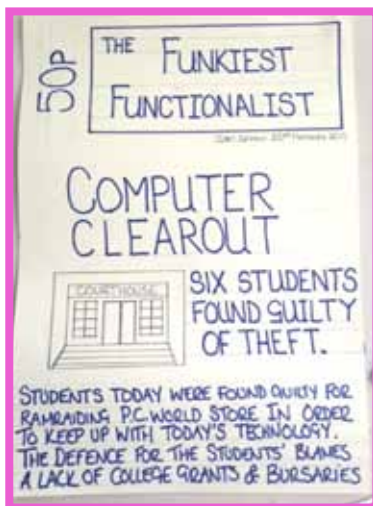 50P
THE FUNKIEST
FUNCTIONALIST
COMPUTER
CLEAROUT
COURTHOUSE
SIX STUDENTS
FOUND GUILTY
OF THEFT.
STUDENTS TODAY WERE FOUND GUILTY FOR
RAMRAIDING P.C. WORLD STORE IN ORDER
TO KEEP UP WITH TODAY'S TECHNOLOGY.
THE DEFENCE FOR THE STUDENTS' BLAMES
A LACK OF COLLEGE GRANTS & BURSARIES